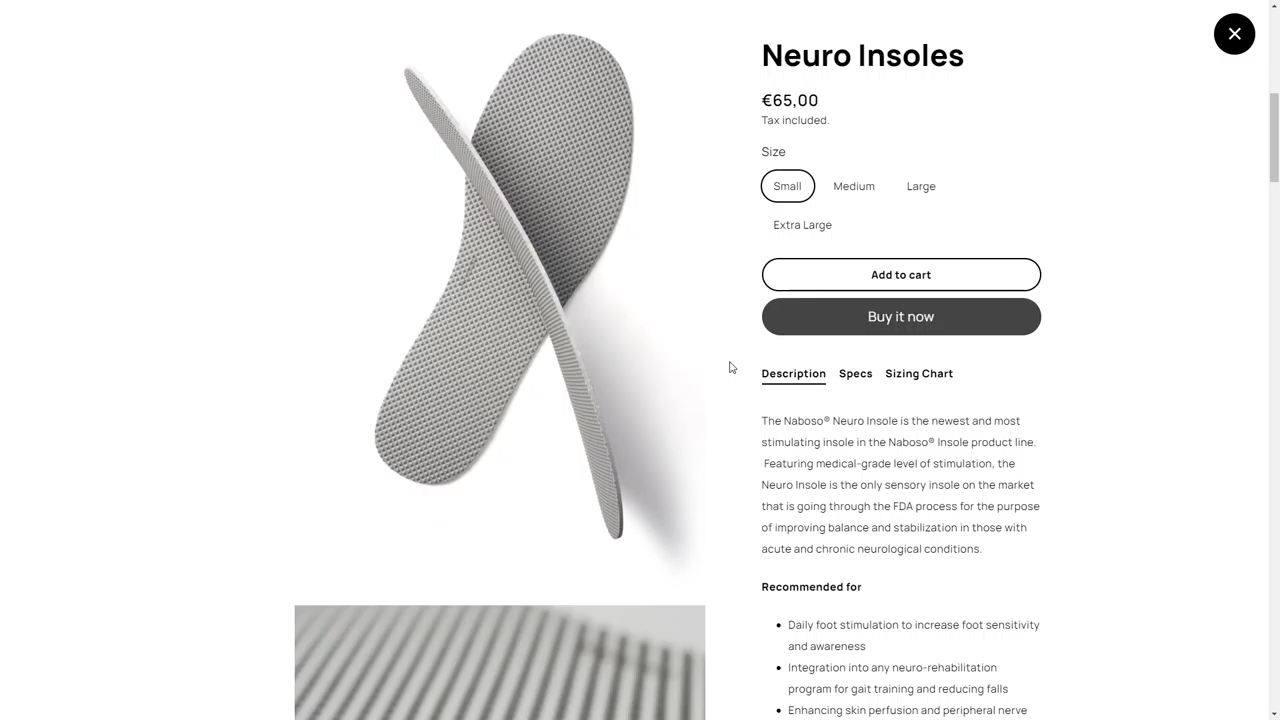 Neuro Insoles
€65,00
Tax included.
Size
Small Medium Large
Extra Large
Add to cart
Buy it now
Description Specs Sizing Chart
The Naboso® Neuro Insole is the newest and most
stimulating insole in the Naboso® Insole product line.
Featuring medical-grade level of stimulation, the
Neuro Insole is the only sensory insole on the market
that is going through the FDA process for the purpose
of improving balance and stabilization in those with
acute and chronic neurological conditions.
Recommended for
• Daily foot stimulation to increase foot sensitivity
and awareness
• Integration into any neuro-rehabilitation
program for gait training and reducing falls
• Enhancing skin perfusion and peripheral nerve